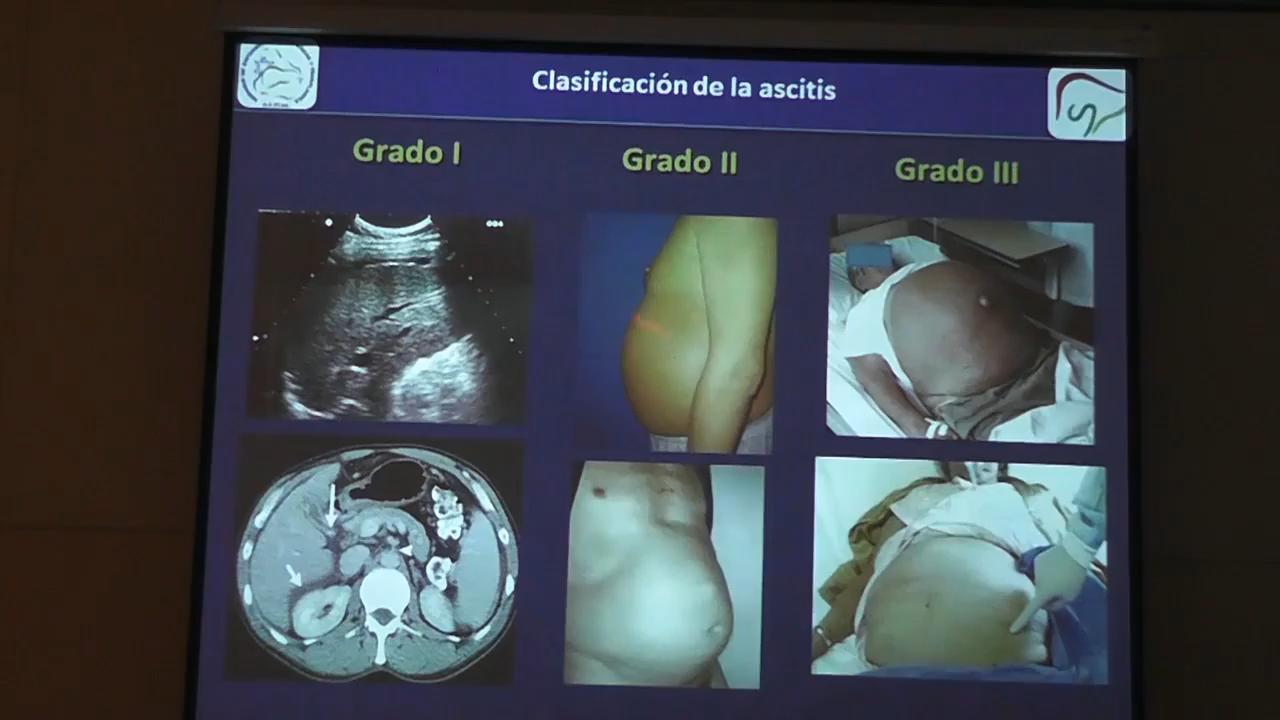 Clasificación de la ascitis
Grado I
Grado II
Grado III